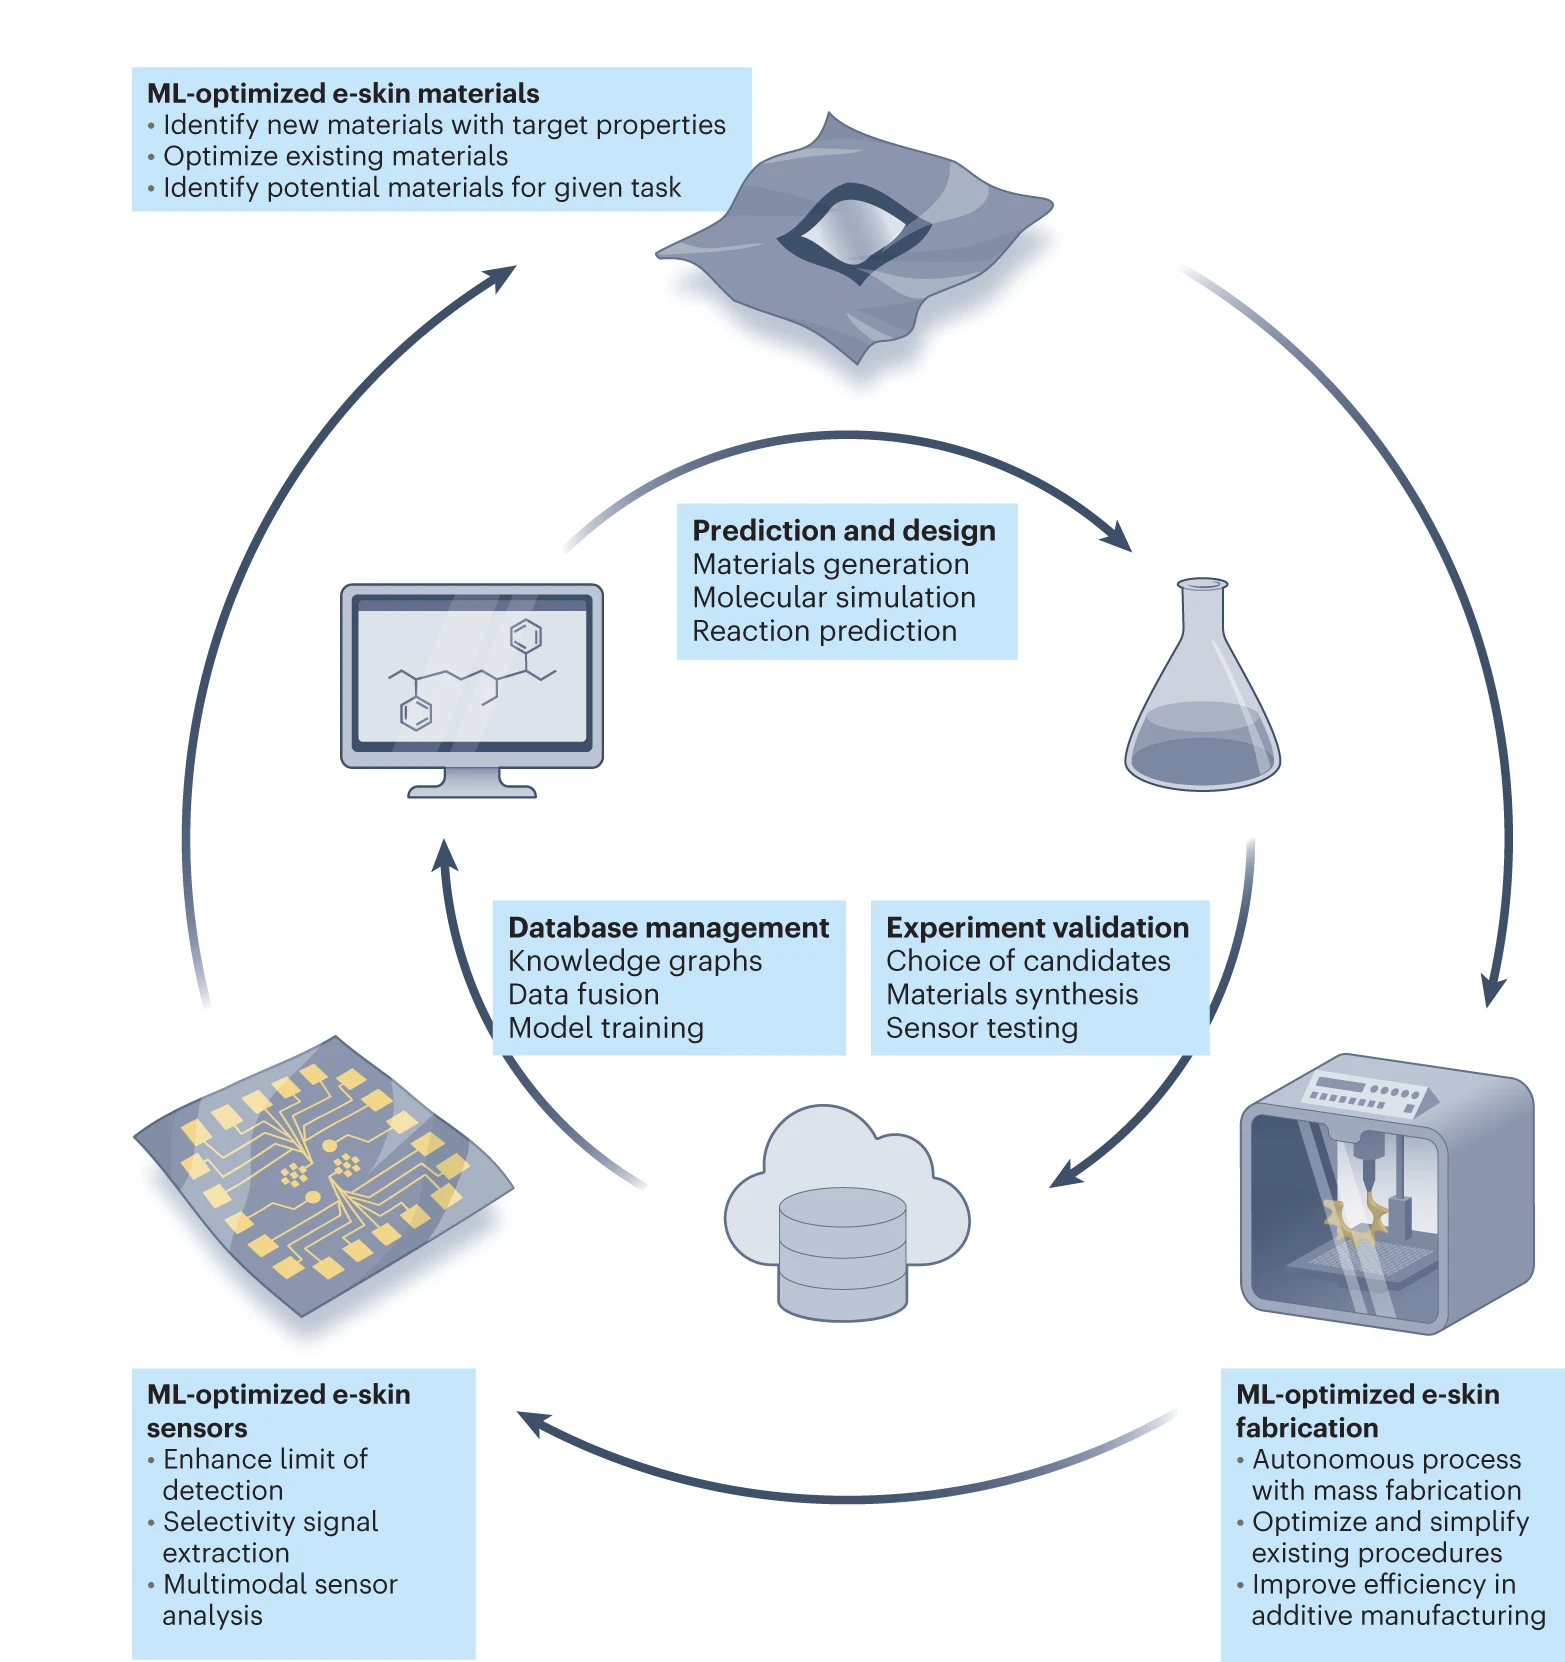 ML-optimized e-skin materials
• Identify new materials with target properties
• Optimize existing materials
• Identify potential materials for given task
Prediction and design
Materials generation
Molecular simulation
Reaction prediction
Database management
Knowledge graphs
Data fusion
Model training
Experiment validation
Choice of candidates
Materials synthesis
Sensor testing
ML-optimized e-skin
sensors
• Enhance limit of
detection
• Selectivity signal
extraction
• Multimodal sensor
analysis
ML-optimized e-skin
fabrication
• Autonomous process
with mass fabrication
• Optimize and simplify
existing procedures
• Improve efficiency in
additive manufacturing